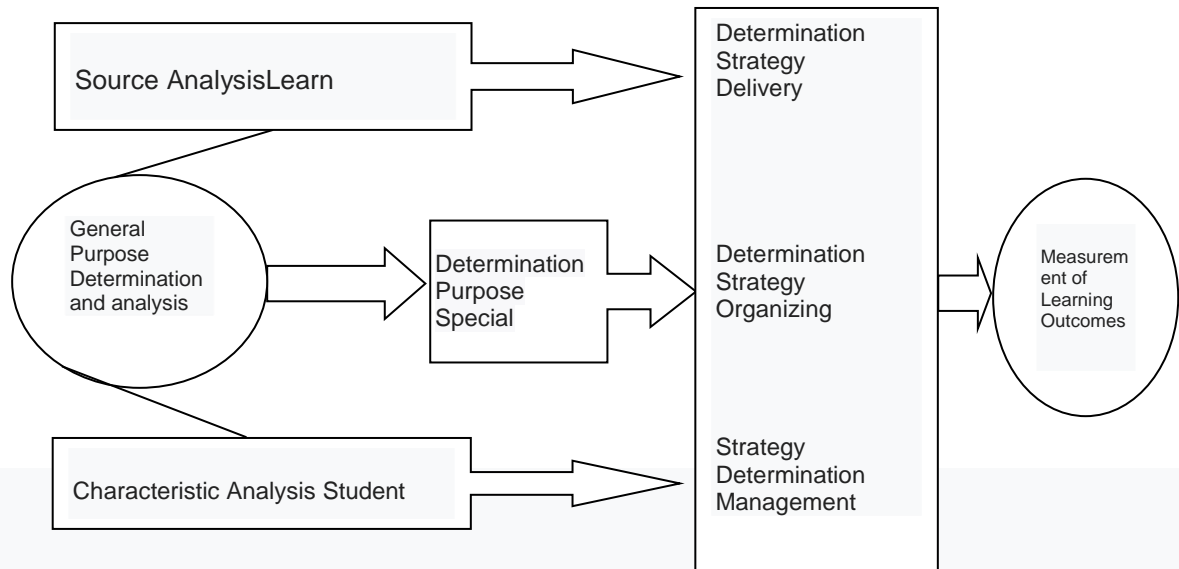 Source AnalysisLearn
Determination
Strategy
Delivery
General
Purpose
Determination
and analysis
Determination
Purpose
Special
Determination
Strategy
Organizing
Measurem
ent of
Learning
Outcomes
Characteristic Analysis Student
Strategy
Determination
Management